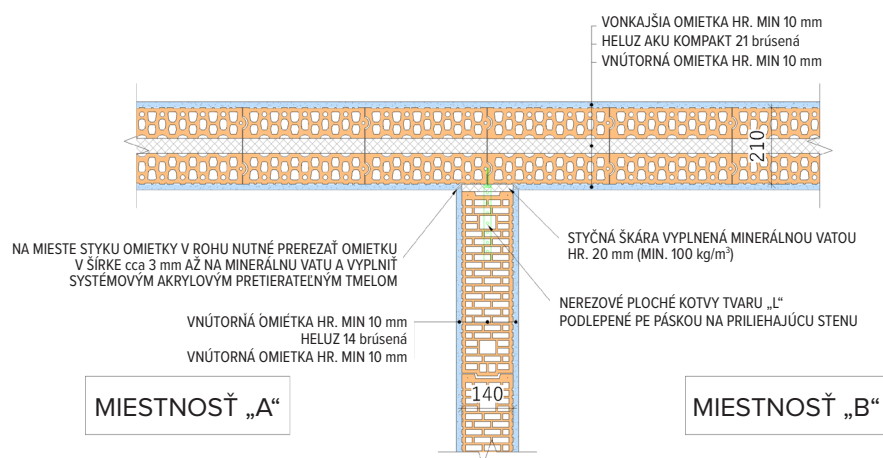 VONKAJŠIA OMIETKA HR. MIN 10 mm
HELUZ AKU KOMPAKT 21 brúsená
VNÚTORNÁ OMIETKA HR. MIN 10 mm
210
NA MIESTE STYKU OMIETKY V ROHU NUTNÉ PREREZAŤ OMIETKU
V ŠÍRKE cca 3 mm AŽ NA MINERÁLNU VATU A VYPLNIŤ
SYSTÉMOVÝM AKRYLOVÝM PRETIERATEĽNÝM TMELOM
STYČNÁ ŠKÁRA VYPLNENÁ MINERÁLNOU VATOU
HR. 20 mm (MIN. 100 kg/m³)
NEREZOVÉ PLOCHÉ KOTVY TVARU „L“
PODLEPENÉ PE PÁSKOU NA PRILIEHAJÚCU STENU
VNÚTORNÁ OMIETKA HR. MIN 10 mm
HELUZ 14 brúsená
VNÚTORNÁ OMIETKA HR. MIN 10 mm
140
MIESTNOSŤ „A“
MIESTNOSŤ „B“